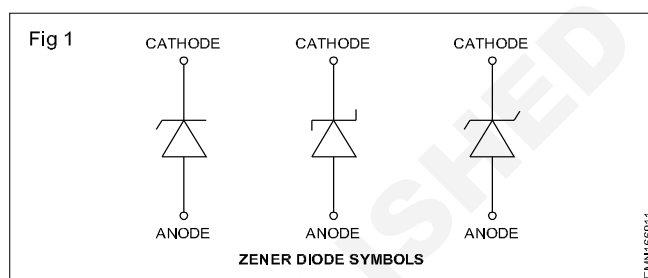 Fig 1
CATHODE CATHODE CATHODE
ANODE ANODE ANODE
ZENER DIODE SYMBOLS